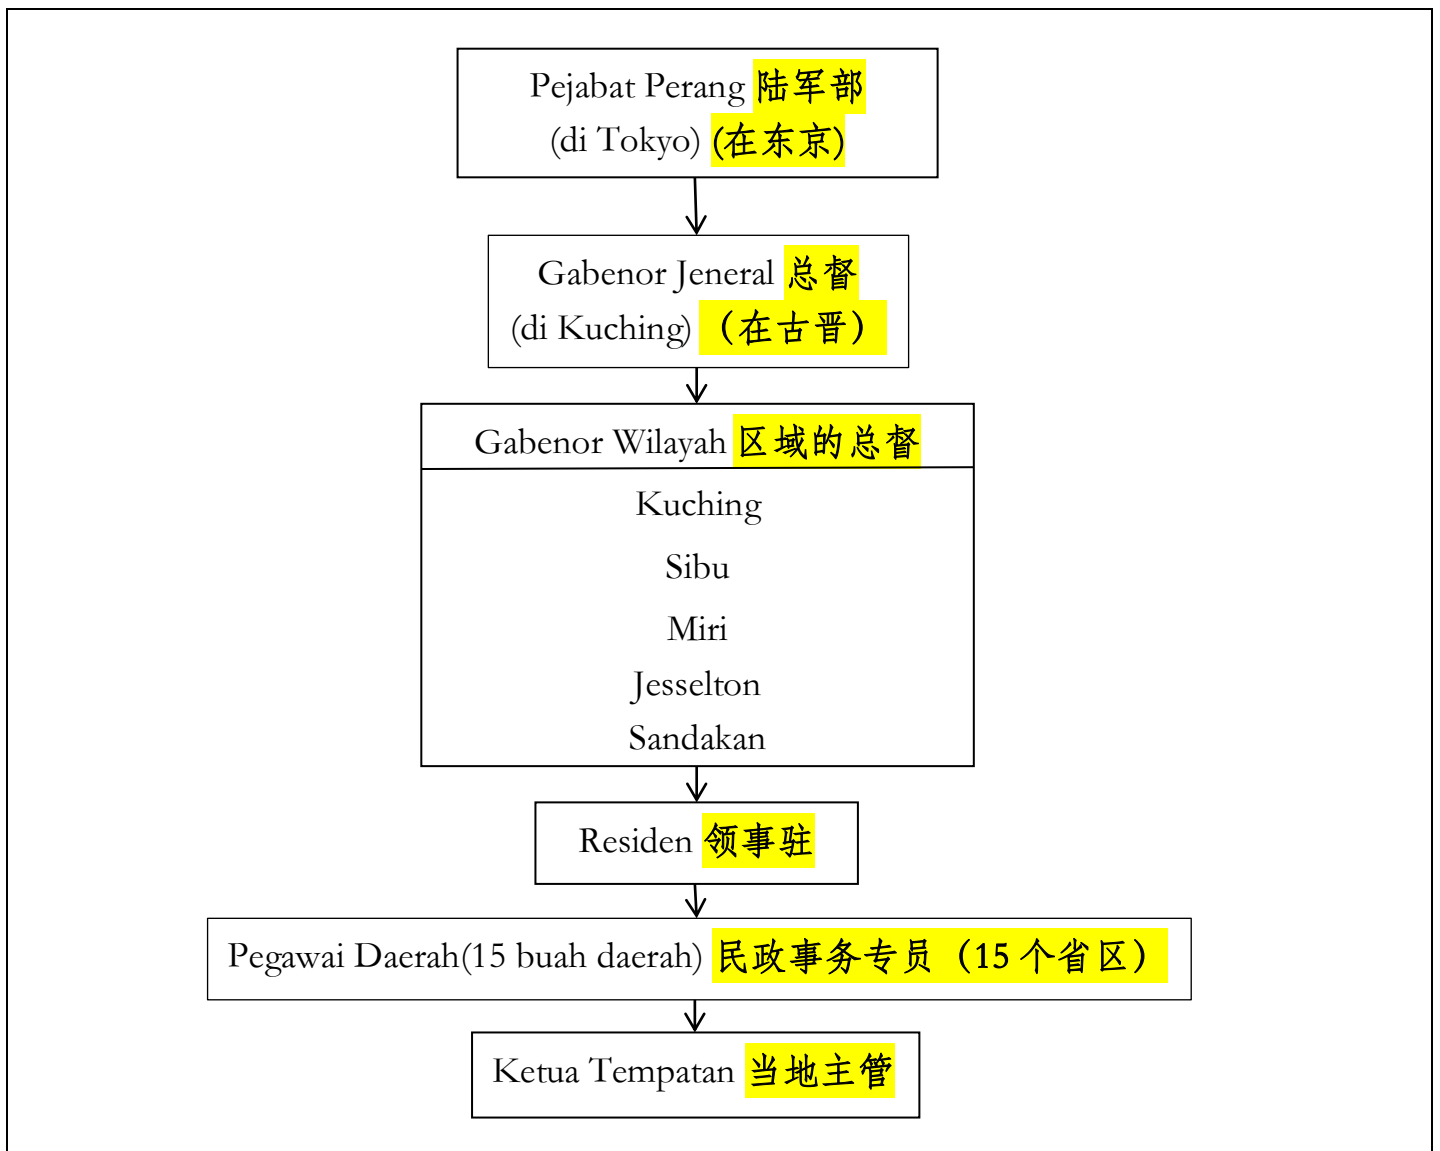 Pejabat Perang 陆军部
(di Tokyo) (在东京)
Gabenor Jeneral 总督
(di Kuching) （在古晋）
Gabenor Wilayah 区域的总督
Kuching
Sibu
Miri
Jesselton
Sandakan
Residen 领事驻
Pegawai Daerah(15 buah daerah) 民政事务专员（15 个省区）
Ketua Tempatan 当地主管